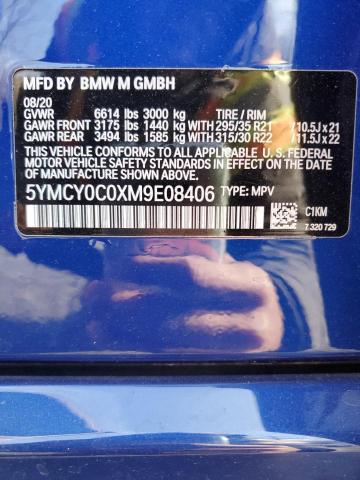 MFD BY BMW M GMBH
08/20
GVWR 6614 lbs 3000 kg TIRE / RIM
GAWR FRONT 3175 lbs 1440 kg WITH 295/35 R21 / 10.5J x 21
GAWR REAR 3494 lbs 1585 kg WITH 315/30 R22 / 11.5J x 22
THIS VEHICLE CONFORMS TO ALL APPLICABLE U.S. FEDERAL
MOTOR VEHICLE SAFETY STANDARDS IN EFFECT ON THE
DATE OF MANUFACTURE SHOWN ABOVE.
5YMCY0C0XM9E08406 TYPE: MPV
C1KM
7 320 729